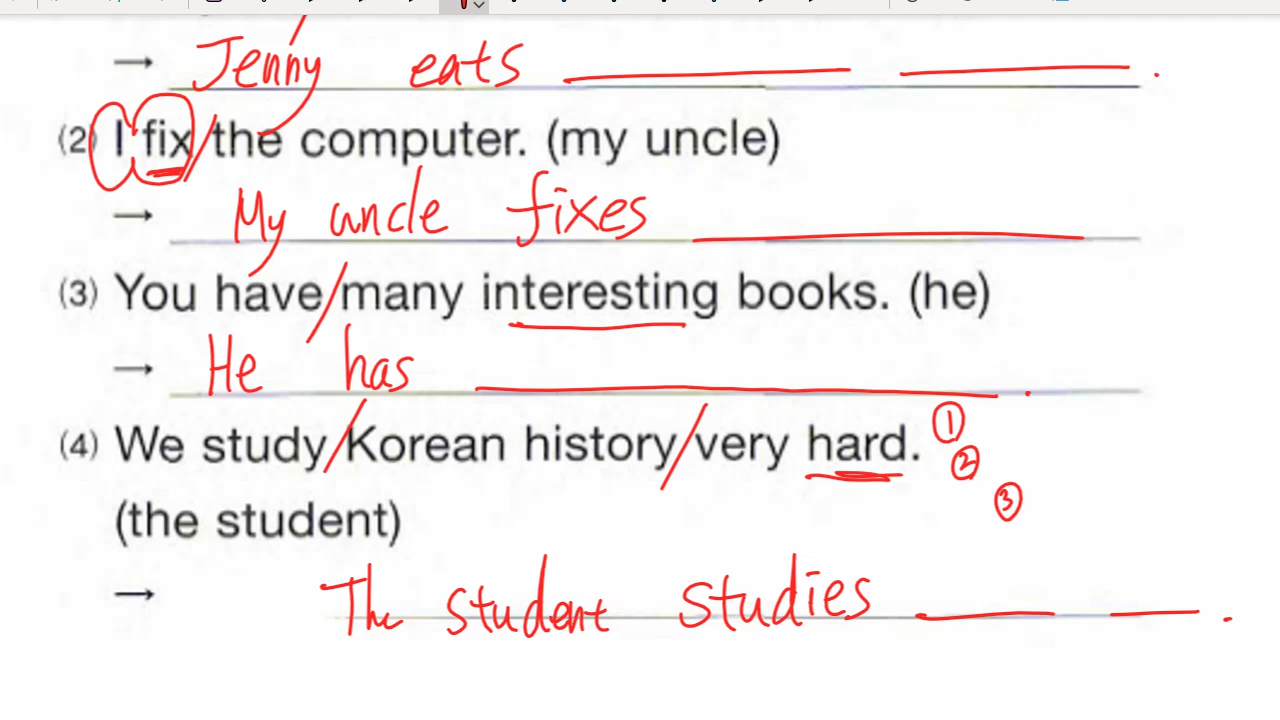 → Jenny eats .
(2) I fix / the computer. (my uncle)
→ My uncle fixes
(3) You have / many interesting books. (he)
→ He has .
(4) We study / Korean history / very hard. ①
②
③
(the student)
→ The student studies .